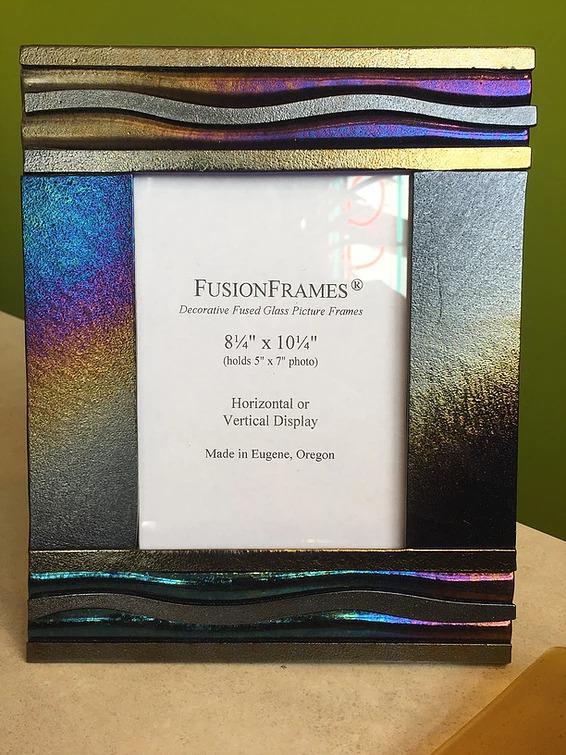 FUSIONFRAMES®
Decorative Fused Glass Picture Frames
8¼" x 10¼"
(holds 5" x 7" photo)
Horizontal or
Vertical Display
Made in Eugene, Oregon